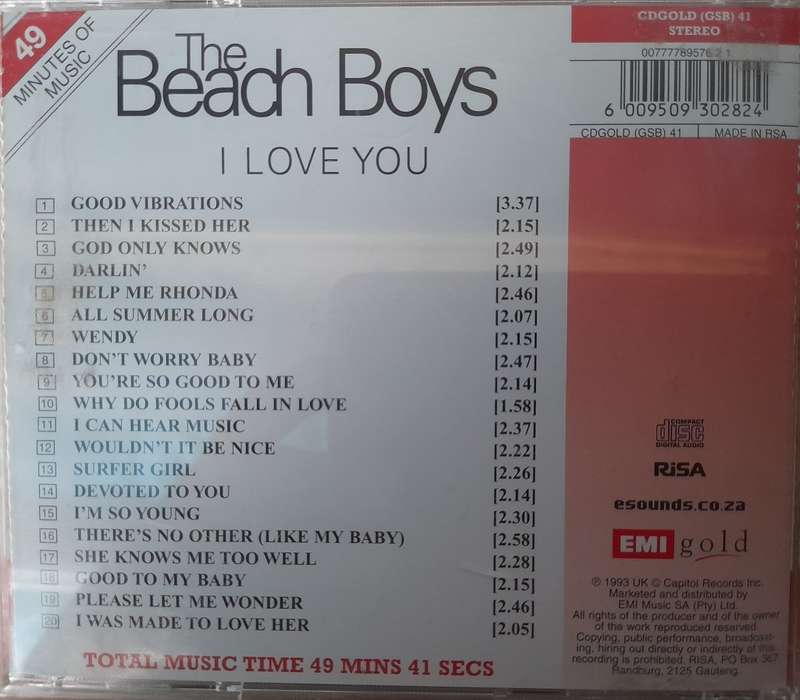 49
MINUTES OF
MUSIC
The
Beach Boys
I LOVE YOU
1 GOOD VIBRATIONS [3.37]
2 THEN I KISSED HER [2.15]
3 GOD ONLY KNOWS [2.49]
4 DARLIN' [2.12]
5 HELP ME RHONDA [2.46]
6 ALL SUMMER LONG [2.07]
7 WENDY [2.15]
8 DON'T WORRY BABY [2.47]
9 YOU'RE SO GOOD TO ME [2.14]
10 WHY DO FOOLS FALL IN LOVE [1.58]
11 I CAN HEAR MUSIC [2.37]
12 WOULDN'T IT BE NICE [2.22]
13 SURFER GIRL [2.26]
14 DEVOTED TO YOU [2.14]
15 I'M SO YOUNG [2.30]
16 THERE'S NO OTHER (LIKE MY BABY) [2.58]
17 SHE KNOWS ME TOO WELL [2.28]
18 GOOD TO MY BABY [2.15]
19 PLEASE LET ME WONDER [2.46]
20 I WAS MADE TO LOVE HER [2.05]
TOTAL MUSIC TIME 49 MINS 41 SECS
CDGOLD (GSB) 41
STEREO
00777789576 2 1
6 009509 302824
CDGOLD (GSB) 41 MADE IN RSA
COMPACT
disc
DIGITAL AUDIO
RiSA
esounds.co.za
EMI gold
℗ 1993 UK © Capitol Records Inc.
Marketed and distributed by
EMI Music SA (Pty) Ltd.
All rights of the producer and of the owner
of the work reproduced reserved.
Copying, public performance, broadcast-
ing, hiring out directly or indirectly of this
recording is prohibited. RISA, PO Box 367
Randburg, 2125 Gauteng.